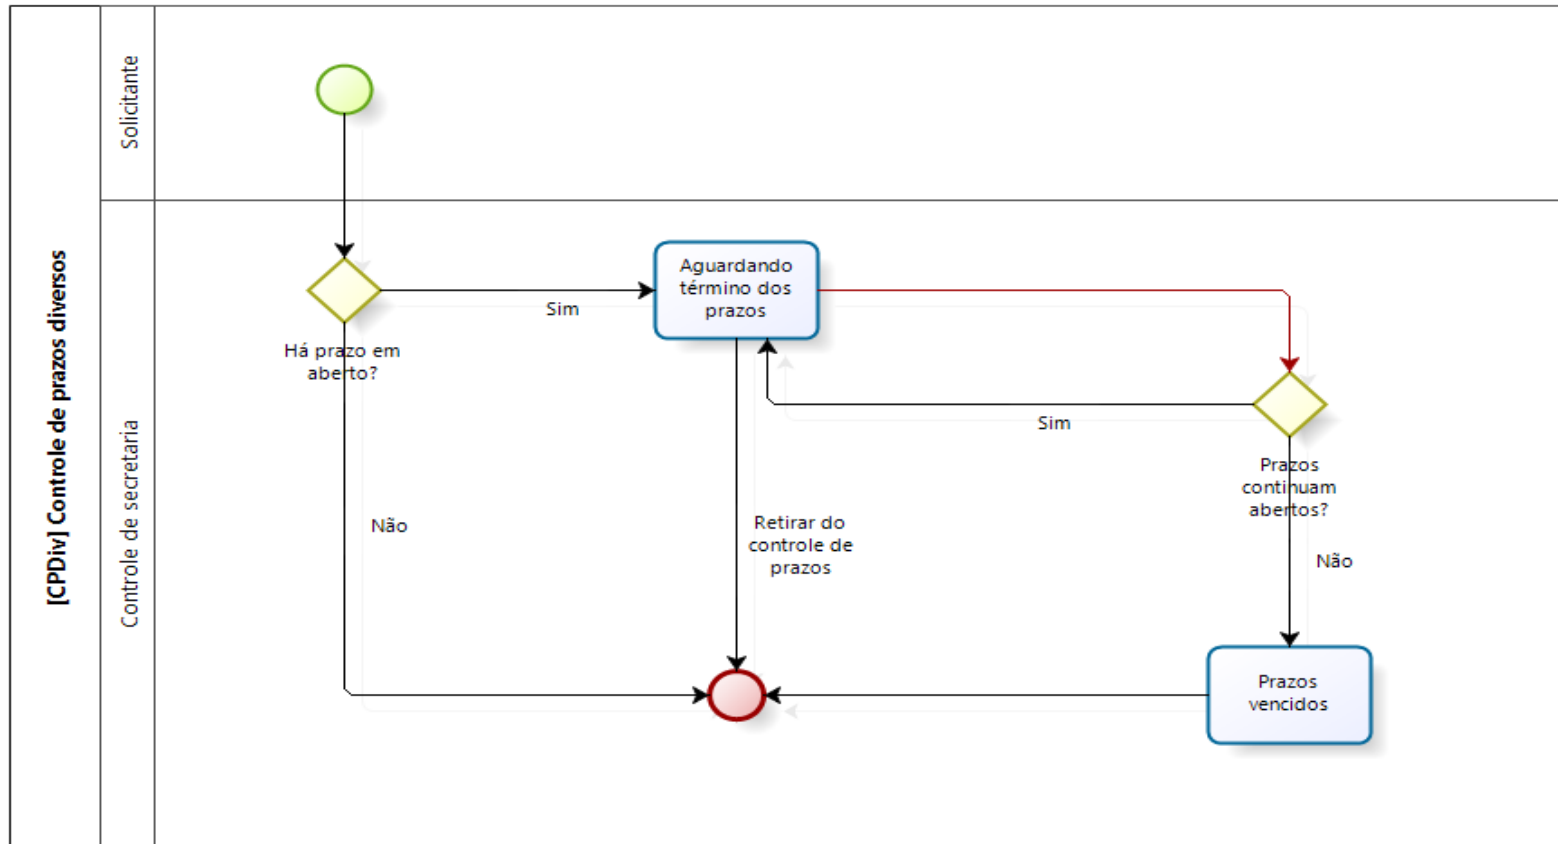 [CPDiv] Controle de prazos diversos
Solicitante
Controle de secretaria
Há prazo em
aberto?
Sim
Não
Aguardando
término dos
prazos
Retirar do
controle de
prazos
Sim
Prazos
continuam
abertos?
Não
Prazos
vencidos